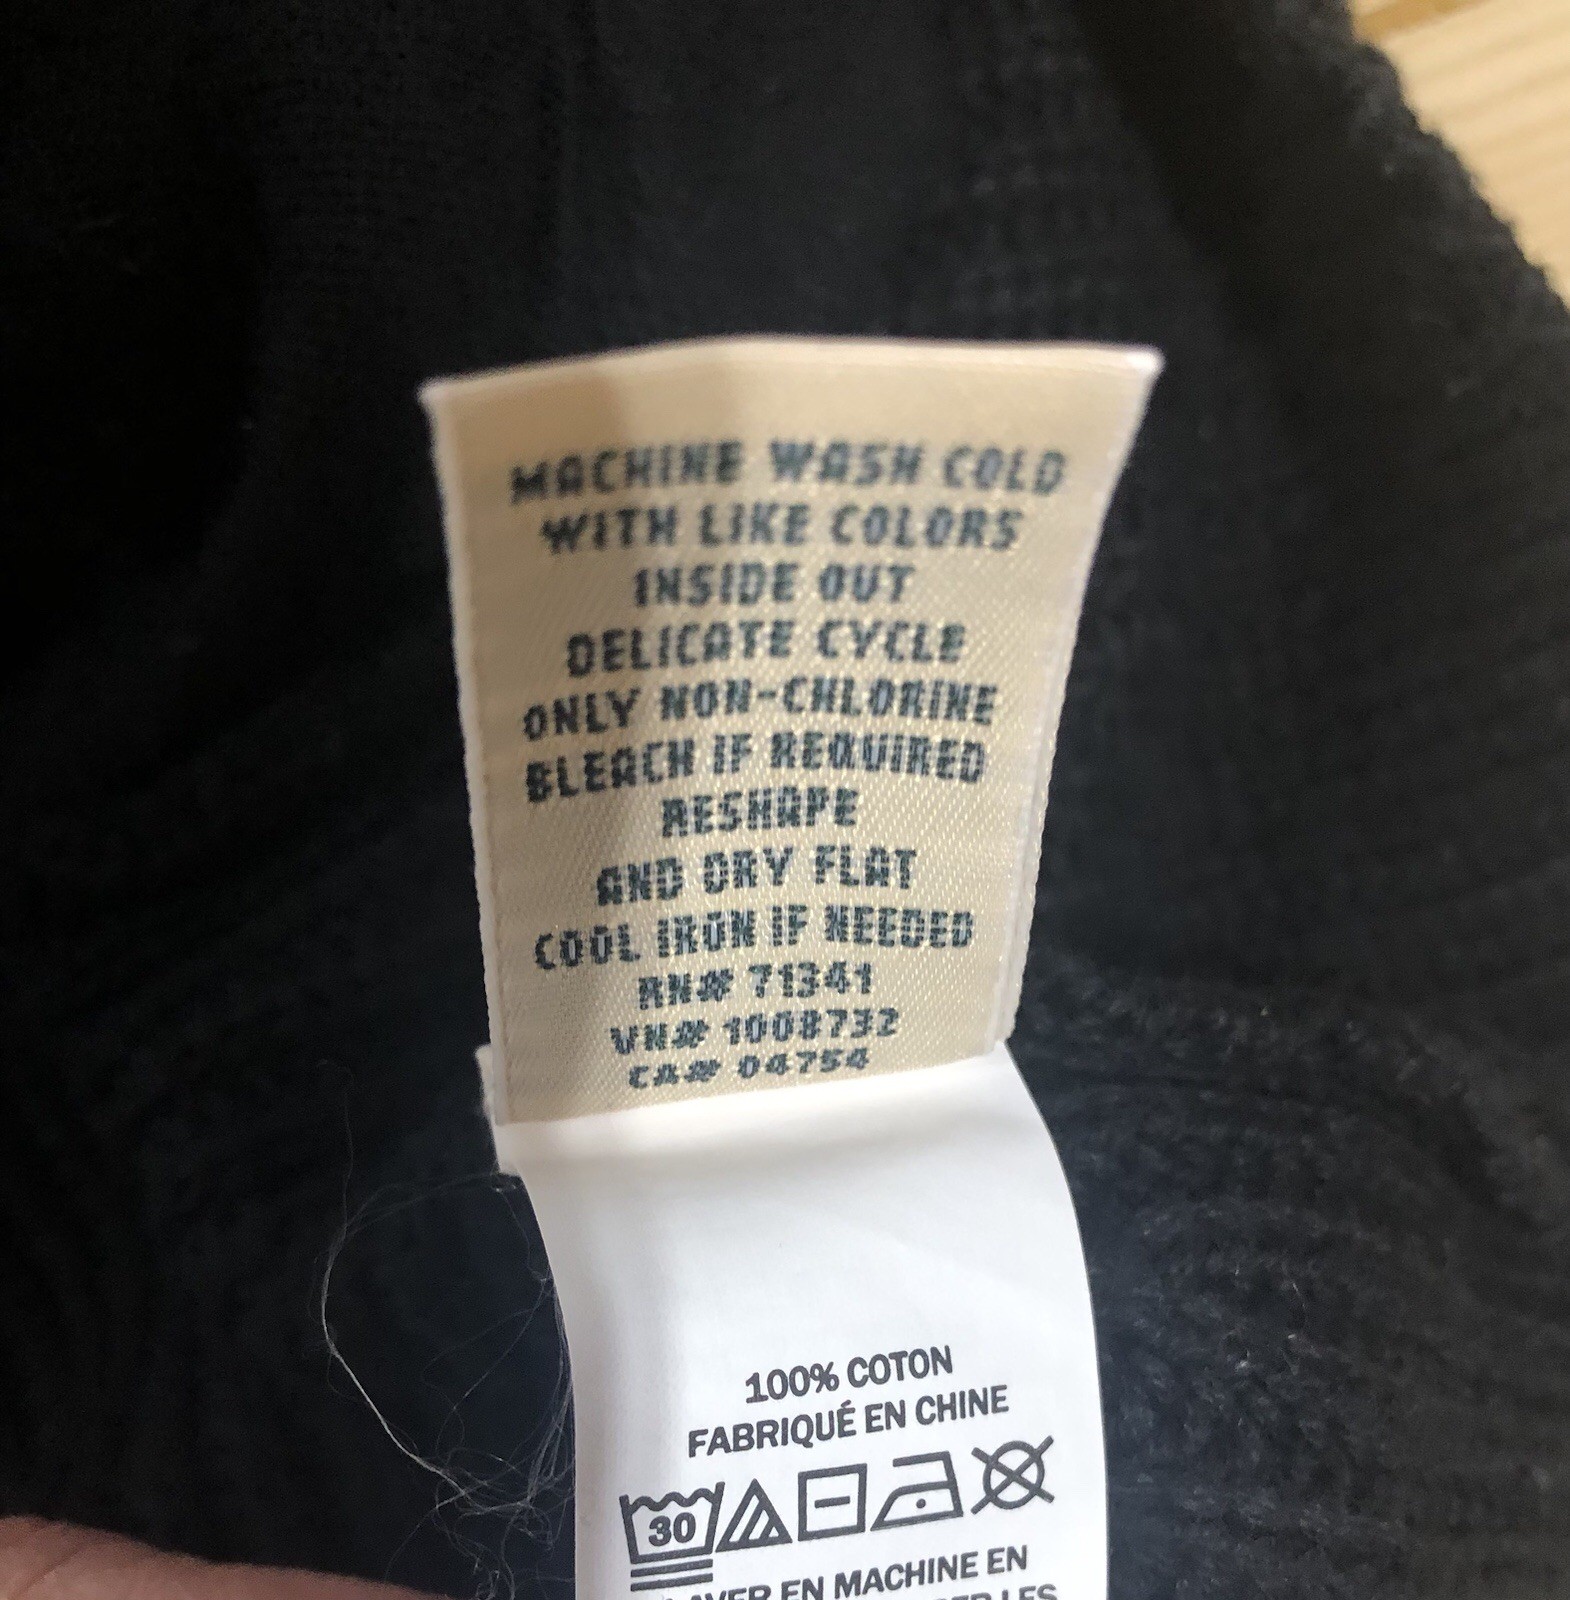 MACHINE WASH COLD
WITH LIKE COLORS
INSIDE OUT
DELICATE CYCLE
ONLY NON-CHLORINE
BLEACH IF REQUIRED
RESHAPE
AND DRY FLAT
COOL IRON IF NEEDED
RN# 71341
VN# 1008732
CA# 04754
100% COTON
FABRIQUÉ EN CHINE
30
EN MACHINE EN
LES